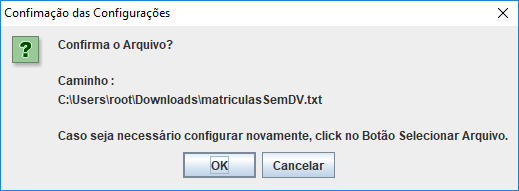 Confimação das Configurações
Confirma o Arquivo?
Caminho :
C:\Users\root\Downloads\matriculasSemDV.txt
Caso seja necessário configurar novamente, click no Botão Selecionar Arquivo.
OK
Cancelar